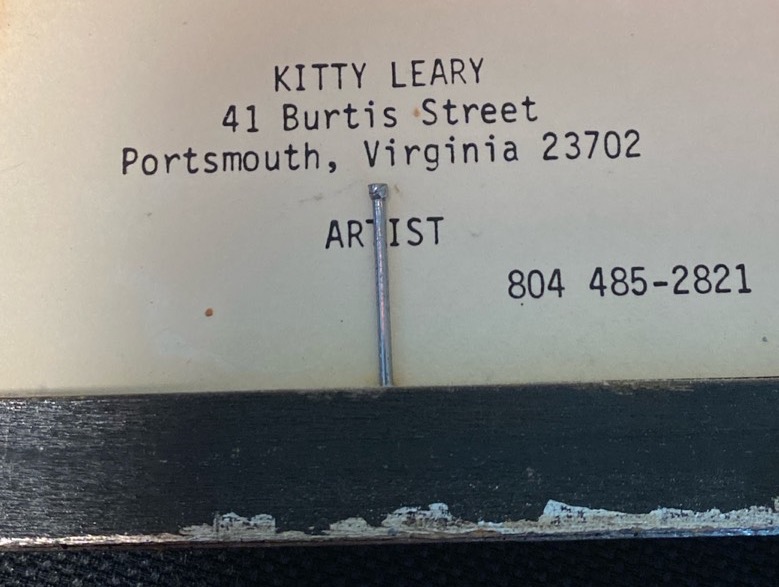 KITTY LEARY
41 Burtis Street
Portsmouth, Virginia 23702
ARTIST
804 485-2821